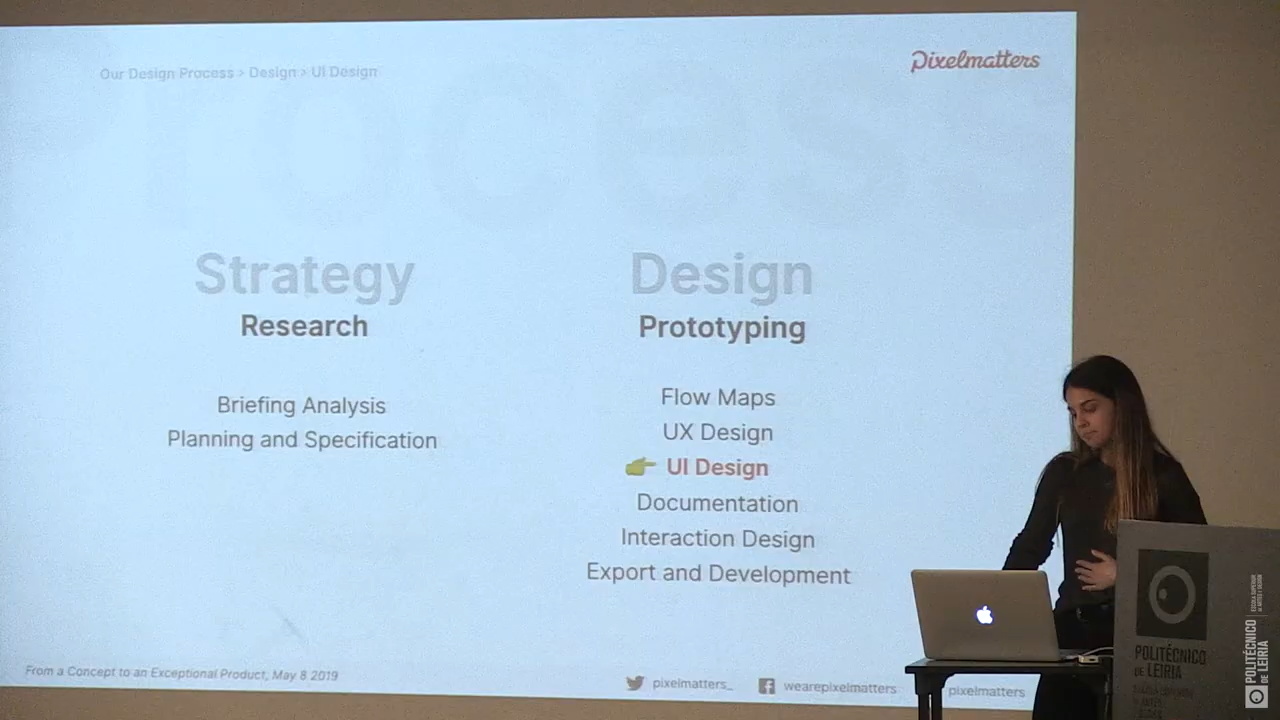 Our Design Process > Design > UI Design
Pixelmatters
Process
Strategy
Research
Briefing Analysis
Planning and Specification
Design
Prototyping
Flow Maps
UX Design
UI Design
Documentation
Interaction Design
Export and Development
From a Concept to an Exceptional Product, May 8 2019
pixelmatters_
wearepixelmatters
pixelmatters
POLITÉCNICO
DE LEIRIA
POLITÉCNICO
DE LEIRIA